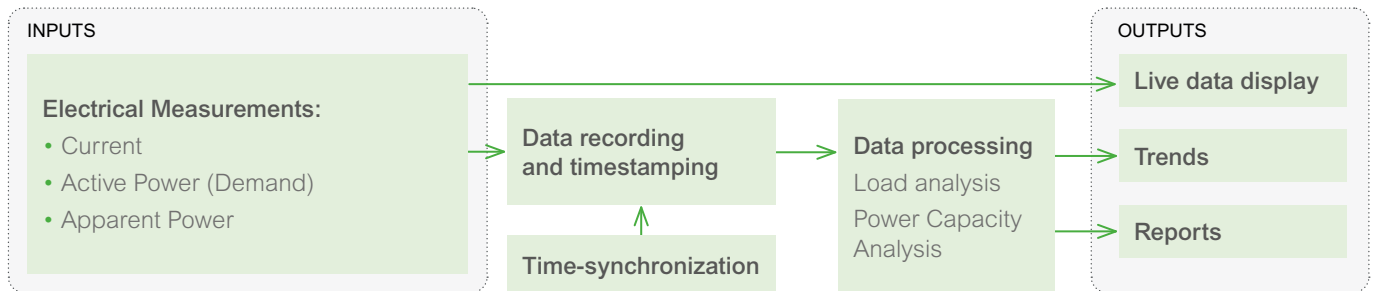 INPUTS
Electrical Measurements:
• Current
• Active Power (Demand)
• Apparent Power
Data recording
and timestamping
Time-synchronization
Data processing
Load analysis
Power Capacity
Analysis
OUTPUTS
Live data display
Trends
Reports